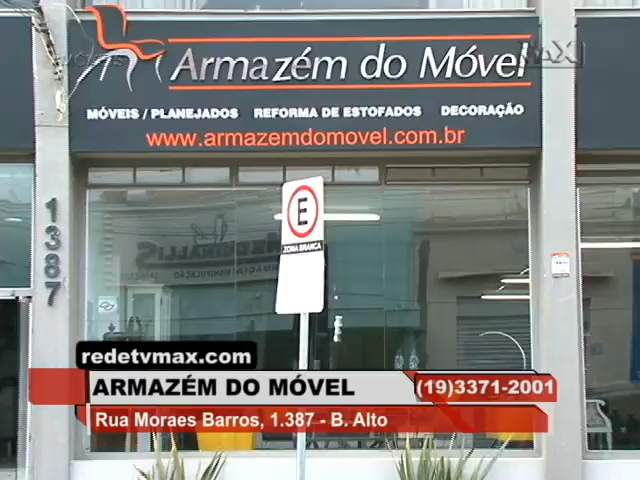 Armazém do Móvel
MAX
MÓVEIS / PLANEJADOS REFORMA DE ESTOFADOS DECORAÇÃO
www.armazemdomovel.com.br
1387
E
ZONA BRANCA
redetvmax.com
ARMAZÉM DO MÓVEL (19)3371-2001
Rua Moraes Barros, 1.387 - B. Alto